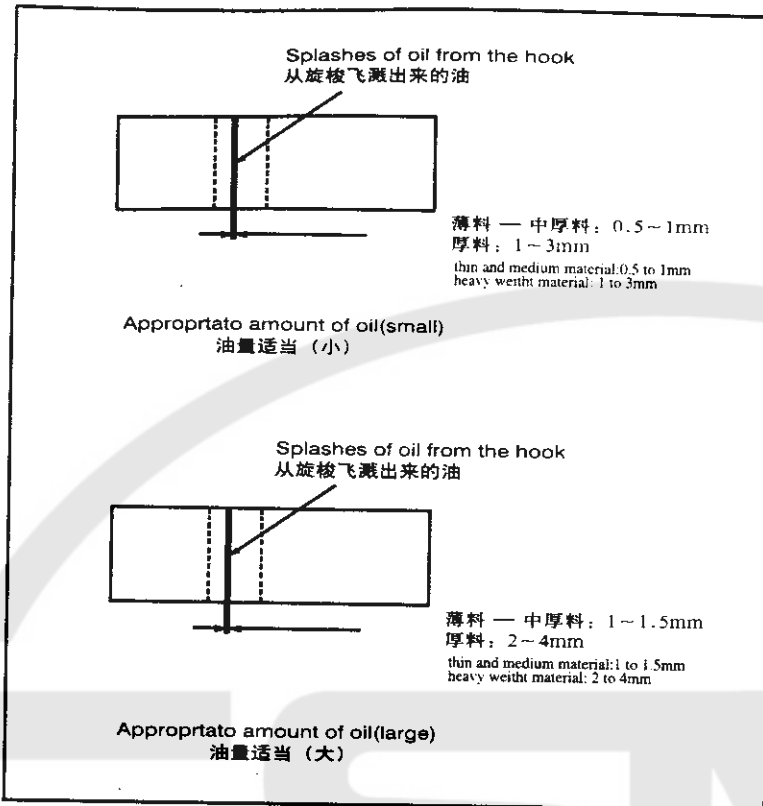 Splashes of oil from the hook
从旋梭飞溅出来的油
薄料 — 中厚料: 0.5~1mm
厚料: 1~3mm
thin and medium material:0.5 to 1mm
heavy weitht material: 1 to 3mm
Approprtato amount of oil(small)
油量适当 (小)
Splashes of oil from the hook
从旋梭飞溅出来的油
薄料 — 中厚料: 1~1.5mm
厚料: 2~4mm
thin and medium material:1 to 1.5mm
heavy weitht material: 2 to 4mm
Approprtato amount of oil(large)
油量适当 (大)